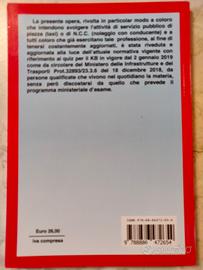 La presente opera, rivolta in particolar modo a coloro
che intendono svolgere l'attività di servizio pubblico di
piazza (taxi) o di N.C.C. (noleggio con conducente) e a
tutti coloro che già esercitano tale professione, al fine di
tenersi costantemente aggiornati, è stata riveduta e
aggiornata alla luce dell'attuale normativa vigente con
riferimento ai quiz per il KB in vigore dal 2 gennaio 2019
come da circolare del Ministero delle Infrastrutture e dei
Trasporti Prot.32893/23.3.6 del 18 dicembre 2018, da
persone qualificate che vivono nel quotidiano la materia,
senza però discostarsi da quello che prevede il
programma ministeriale d'esame.
Euro 26,00
iva compresa
9 788886 472654